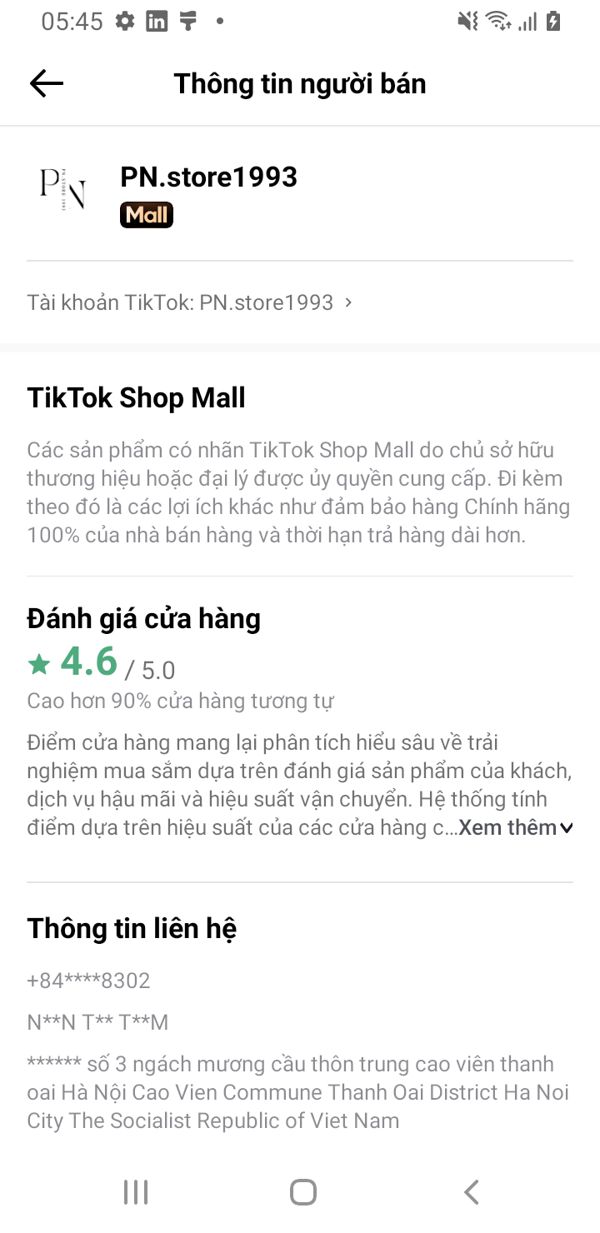 05:45
Thông tin người bán
PN
PN.store1993
Mall
Tài khoản TikTok: PN.store1993 >
TikTok Shop Mall
Các sản phẩm có nhãn TikTok Shop Mall do chủ sở hữu
thương hiệu hoặc đại lý được ủy quyền cung cấp. Đi kèm
theo đó là các lợi ích khác như đảm bảo hàng Chính hãng
100% của nhà bán hàng và thời hạn trả hàng dài hơn.
Đánh giá cửa hàng
4.6 / 5.0
Cao hơn 90% cửa hàng tương tự
Điểm cửa hàng mang lại phân tích hiểu sâu về trải
nghiệm mua sắm dựa trên đánh giá sản phẩm của khách,
dịch vụ hậu mãi và hiệu suất vận chuyển. Hệ thống tính
điểm dựa trên hiệu suất của các cửa hàng c...Xem thêm
Thông tin liên hệ
+84****8302
N**N T** T**M
****** số 3 ngách mương cầu thôn trung cao viên thanh
oai Hà Nội Cao Vien Commune Thanh Oai District Ha Noi
City The Socialist Republic of Viet Nam